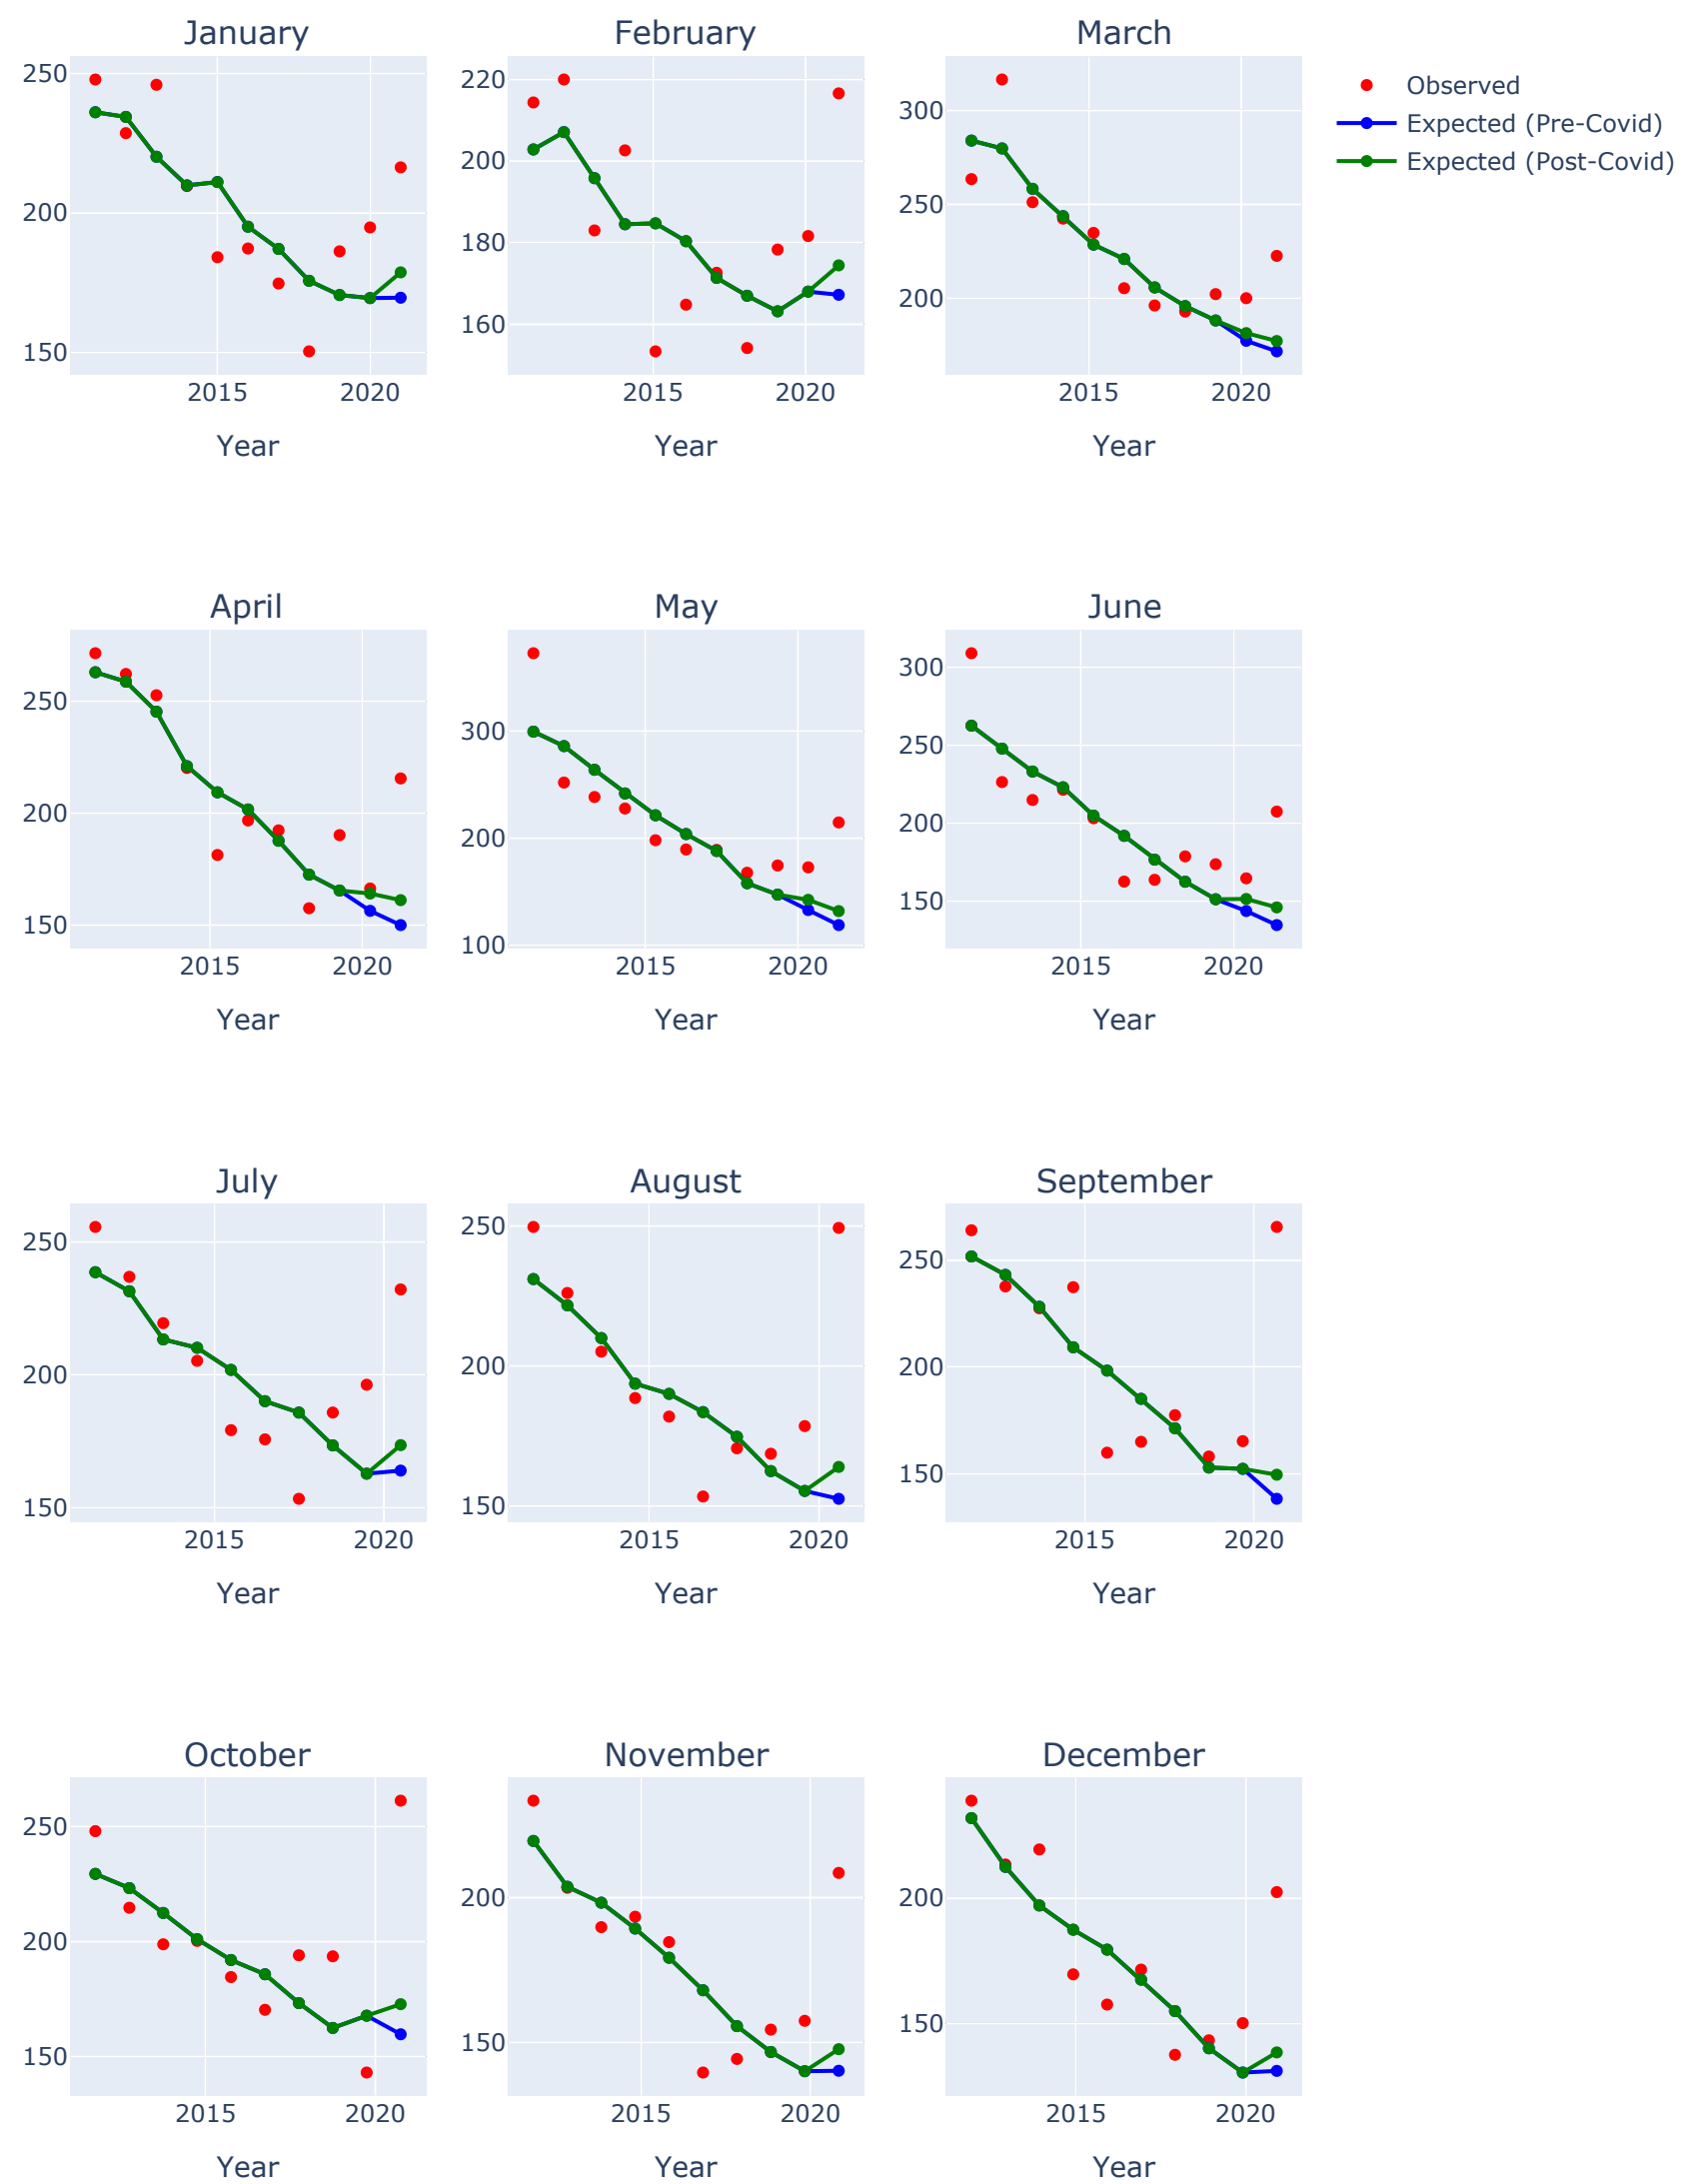 January
February
March
250
200
150
2015
2020
Year
220
200
180
160
2015
2020
Year
300
250
200
2015
2020
Year
Observed
Expected (Pre-Covid)
Expected (Post-Covid)
April
May
June
250
200
150
2015
2020
Year
300
200
100
2015
2020
Year
300
250
200
150
2015
2020
Year
July
August
September
250
200
150
2015
2020
Year
250
200
150
2015
2020
Year
250
200
150
2015
2020
Year
October
November
December
250
200
150
2015
2020
Year
200
150
2015
2020
Year
200
150
2015
2020
Year